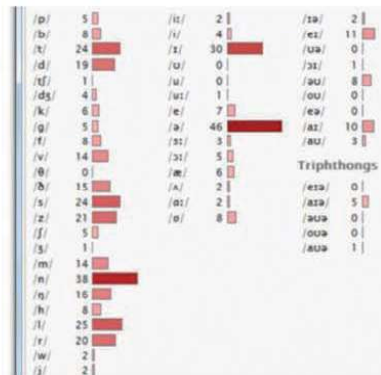 /p/ 5 /iː/ 2 /ɪə/ 2
/b/ 8 /i/ 4 /eɪ/ 11
/t/ 24 /ɪ/ 30 /ʊə/ 0
/d/ 19 /ʊ/ 0 /ɔɪ/ 1
/tʃ/ 1 /u/ 0 /əʊ/ 8
/dʒ/ 4 /uː/ 1 /oʊ/ 0
/k/ 6 /e/ 7 /eə/ 0
/g/ 5 /ə/ 46 /aɪ/ 10
/f/ 8 /ɜː/ 3 /aʊ/ 3
/v/ 14 /ɔː/ 5
/θ/ 0 /æ/ 6 Triphthongs
/ð/ 15 /ʌ/ 2 /eɪə/ 0
/s/ 24 /ɑː/ 2 /aɪə/ 5
/z/ 21 /ɒ/ 8 /əʊə/ 0
/ʃ/ 5 /oʊə/ 0
/ʒ/ 1 /aʊə/ 1
/m/ 14
/n/ 38
/ŋ/ 16
/h/ 8
/l/ 25
/r/ 20
/w/ 2
/j/ 2